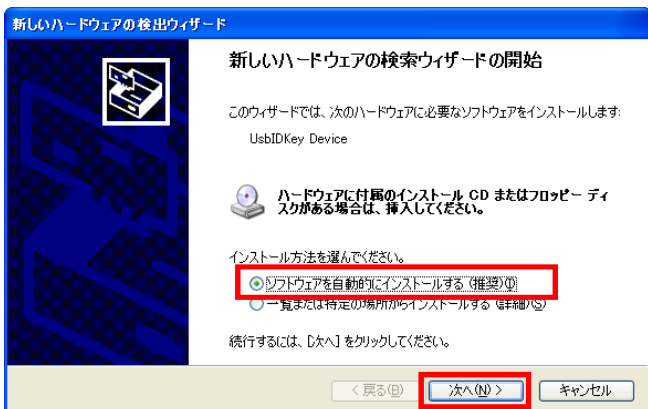 新しいハードウェアの検出ウィザード
新しいハードウェアの検索ウィザードの開始
このウィザードでは、次のハードウェアに必要なソフトウェアをインストールします:
UsbIDKey Device
ハードウェアに付属のインストール CD またはフロッピー ディ
スクがある場合は、挿入してください。
インストール方法を選んでください。
ソフトウェアを自動的にインストールする (推奨)(I)
一覧または特定の場所からインストールする (詳細)(S)
続行するには、[次へ] をクリックしてください。
< 戻る(B)
次へ(N) >
キャンセル